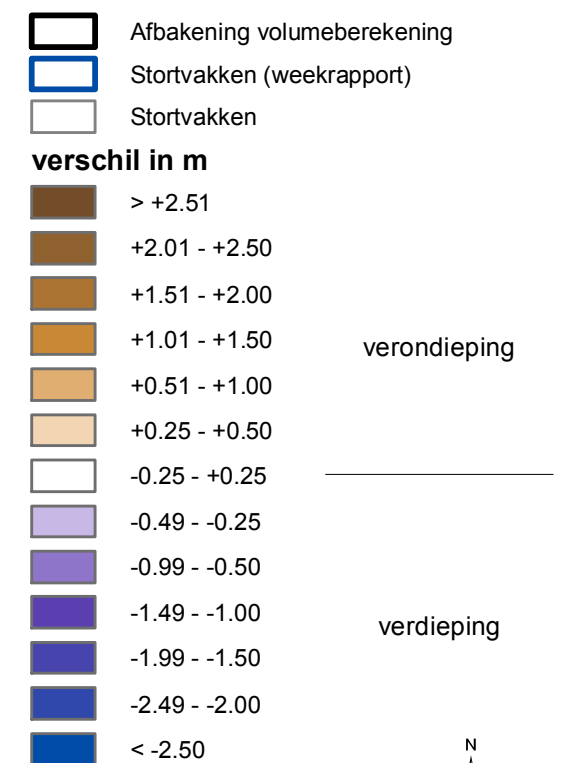 Afbakening volumeberekening
Stortvakken (weekrapport)
Stortvakken
verschil in m
> +2.51
+2.01 - +2.50
+1.51 - +2.00
+1.01 - +1.50
verondieping
+0.51 - +1.00
+0.25 - +0.50
-0.25 - +0.25
-0.49 - -0.25
-0.99 - -0.50
-1.49 - -1.00
verdieping
-1.99 - -1.50
-2.49 - -2.00
< -2.50
N